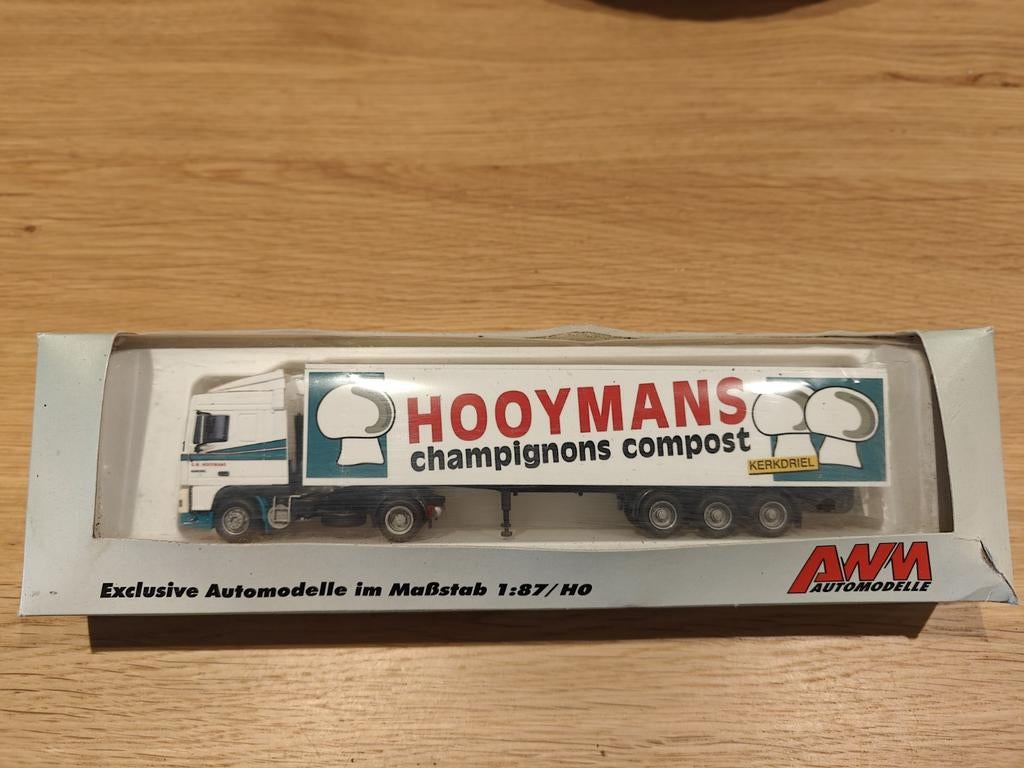 HOOYMANS
champignons compost
KERKDRIEL
Exclusive Automodelle im Maßstab 1:87/H0
AWM
AUTOMODELLE